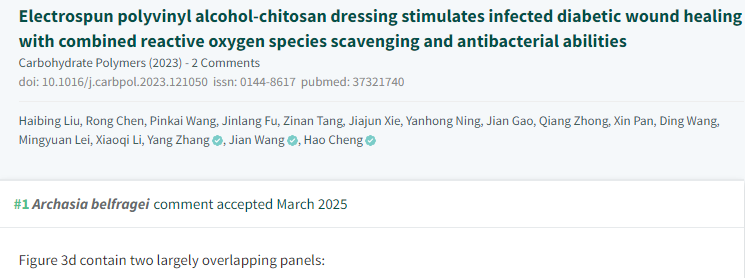 Electrospun polyvinyl alcohol-chitosan dressing stimulates infected diabetic wound healing
with combined reactive oxygen species scavenging and antibacterial abilities
Carbohydrate Polymers (2023) - 2 Comments
doi: 10.1016/j.carbpol.2023.121050 issn: 0144-8617 pubmed: 37321740
Haibing Liu, Rong Chen, Pinkai Wang, Jinlang Fu, Zinan Tang, Jiajun Xie, Yanhong Ning, Jian Gao, Qiang Zhong, Xin Pan, Ding Wang,
Mingyuan Lei, Xiaoqi Li, Yang Zhang, Jian Wang, Hao Cheng
#1 Archasia belfragei comment accepted March 2025
Figure 3d contain two largely overlapping panels: